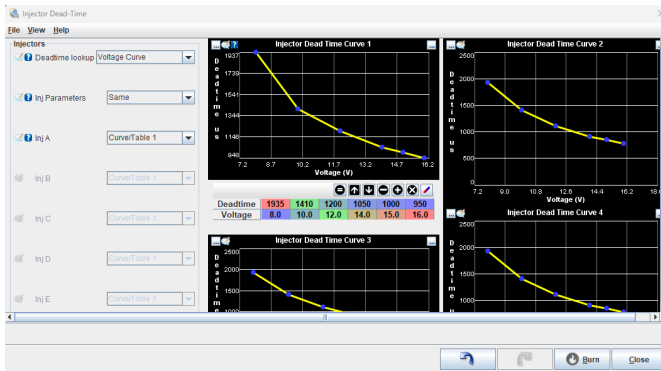 Injector Dead-Time
File View Help
Injectors
Deadtime lookup Voltage Curve
Inj Parameters Same
Inj A Curve/Table 1
Inj B Curve/Table 1
Inj C Curve/Table 1
Inj D Curve/Table 1
Inj E Curve/Table 1
Injector Dead Time Curve 1
Deadtime us
1937
1739
1541
1344
1146
948
7.2 8.7 10.2 11.7 13.2 14.7 16.2
Voltage (V)
Deadtime 1935 1410 1200 1050 1000 950
Voltage 8.0 10.0 12.0 14.0 15.0 16.0
Injector Dead Time Curve 2
Deadtime us
2500
2000
1500
1000
500
0
7.2 9.0 10.8 12.6 14.4 16.2 18.
Voltage (V)
Injector Dead Time Curve 3
Deadtim
2500
2000
1500
1000
Injector Dead Time Curve 4
Deadtime
2500
2000
1500
1000
Burn
Close